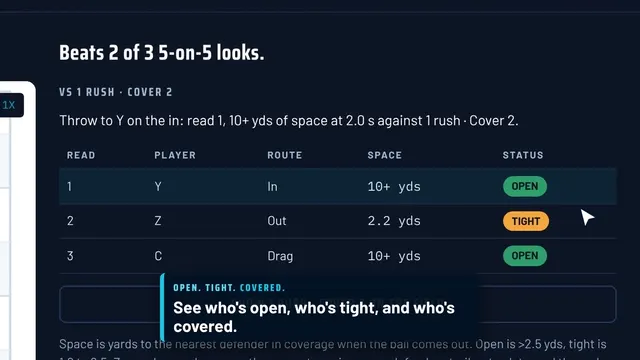 Beats 2 of 3 5-on-5 looks.
VS 1 RUSH · COVER 2
1X
Throw to Y on the in: read 1, 10+ yds of space at 2.0 s against 1 rush · Cover 2.
READ PLAYER ROUTE SPACE STATUS
1 Y In 10+ yds OPEN
2 Z Out 2.2 yds TIGHT
3 C Drag 10+ yds OPEN
OPEN. TIGHT. COVERED.
See who's open, who's tight, and who's
covered.
Space is yards to the nearest defender in coverage when the ball comes out. Open is >2.5 yds, tight is